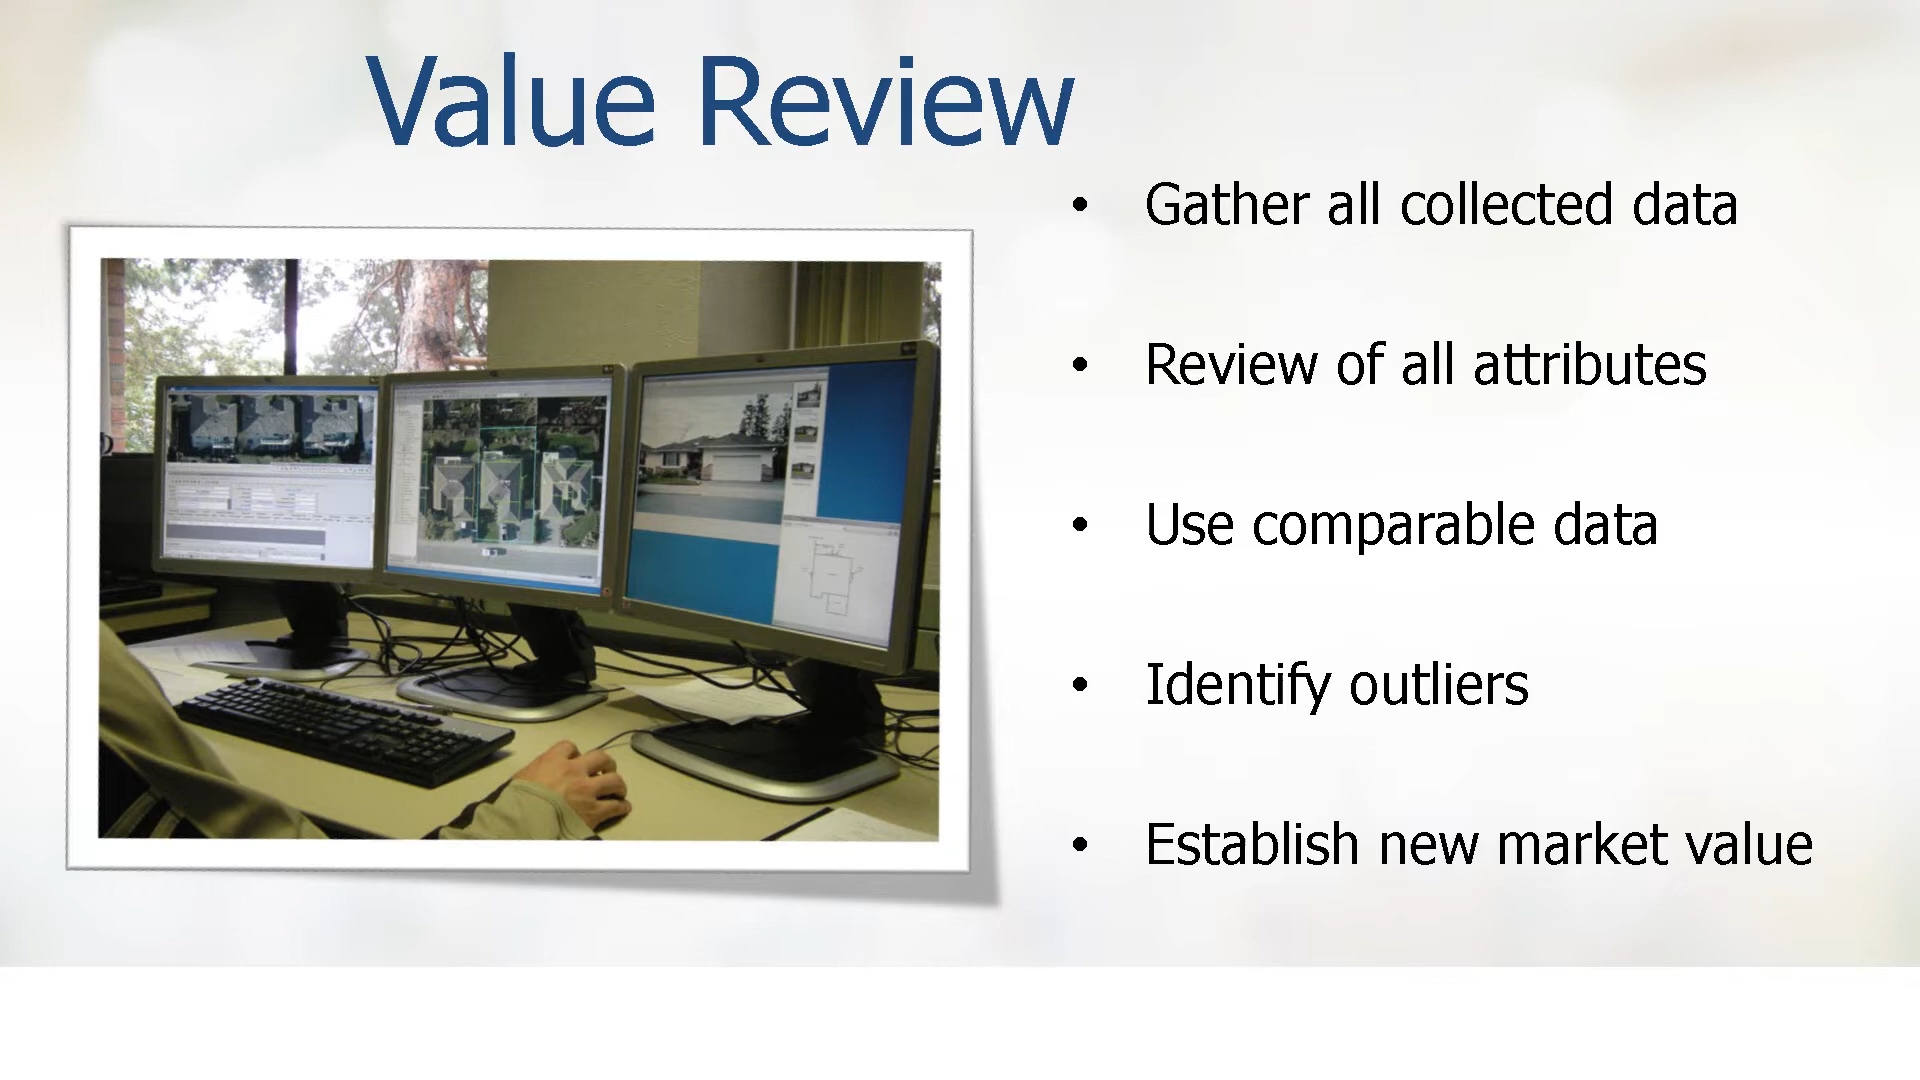 Value Review
• Gather all collected data
• Review of all attributes
• Use comparable data
• Identify outliers
• Establish new market value